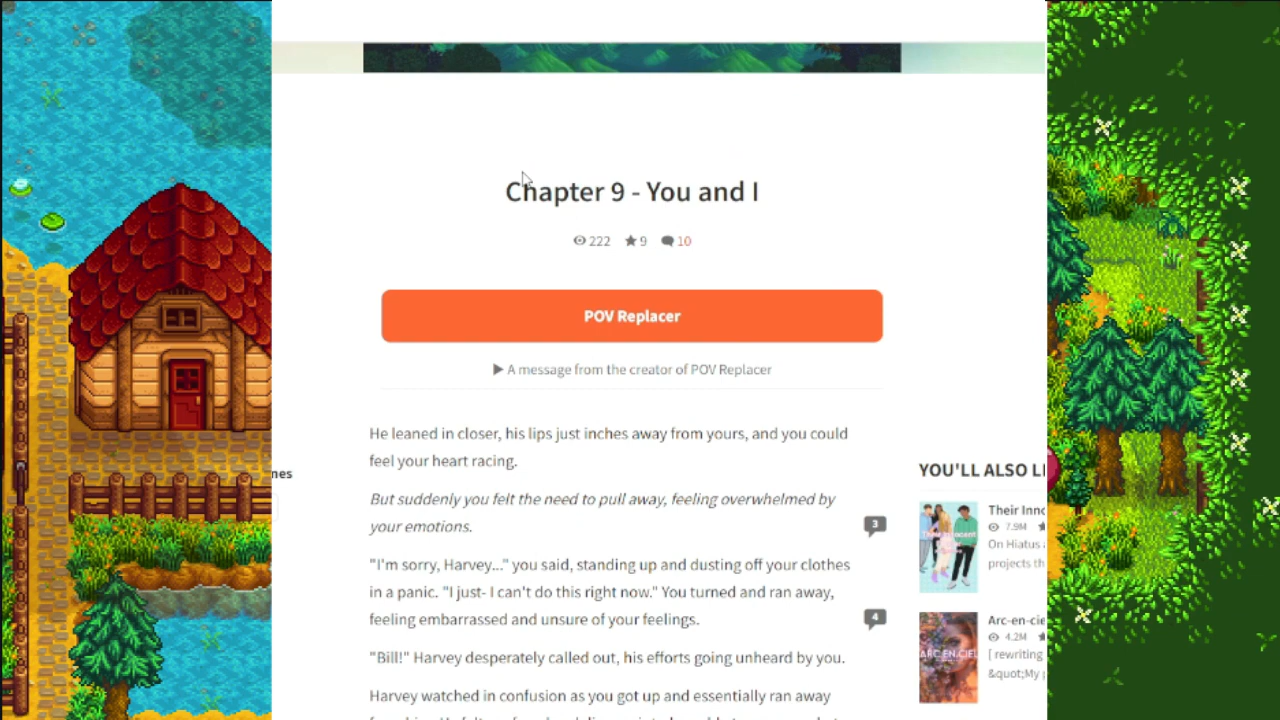 Chapter 9 - You and I
222 9 10
POV Replacer
A message from the creator of POV Replacer
He leaned in closer, his lips just inches away from yours, and you could
feel your heart racing.
But suddenly you felt the need to pull away, feeling overwhelmed by
your emotions.
3
"I'm sorry, Harvey..." you said, standing up and dusting off your clothes
in a panic. "I just- I can't do this right now." You turned and ran away,
feeling embarrassed and unsure of your feelings.
4
"Bill!" Harvey desperately called out, his efforts going unheard by you.
Harvey watched in confusion as you got up and essentially ran away
nes
YOU'LL ALSO LI
Their Inno
7.9M
On Hiatus
projects th
Arc-en-cie
4.2M
[ rewriting
&quot;My
ARC EN CIEL